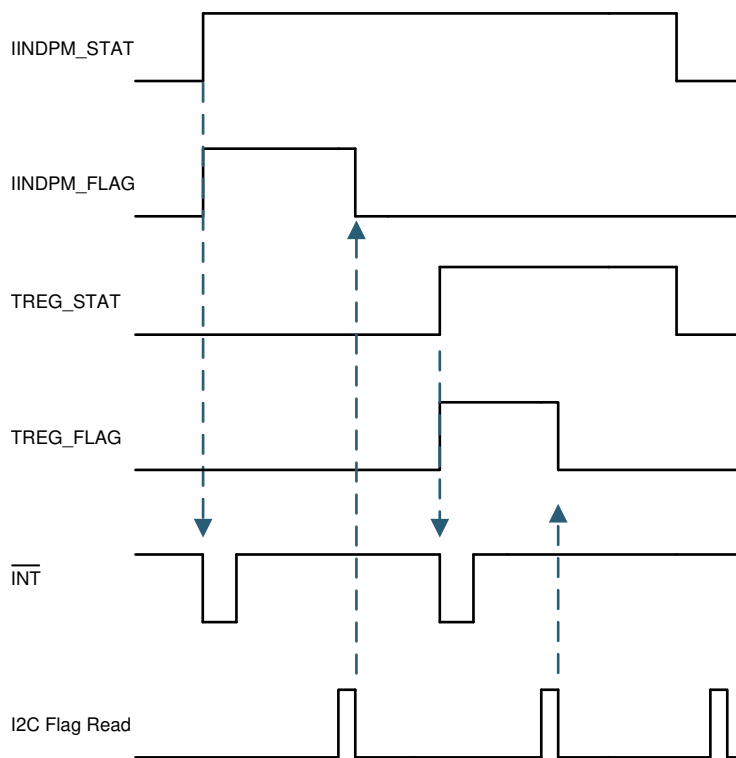 IINDPM_STAT
IINDPM_FLAG
TREG_STAT
TREG_FLAG
INT
I2C Flag Read